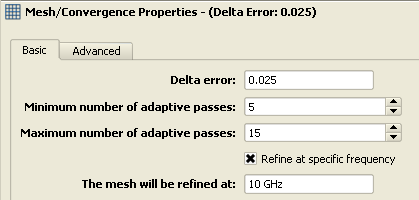 Mesh/Convergence Properties - (Delta Error: 0.025)
Basic Advanced
Delta error: 0.025
Minimum number of adaptive passes: 5
Maximum number of adaptive passes: 15
Refine at specific frequency
The mesh will be refined at: 10 GHz